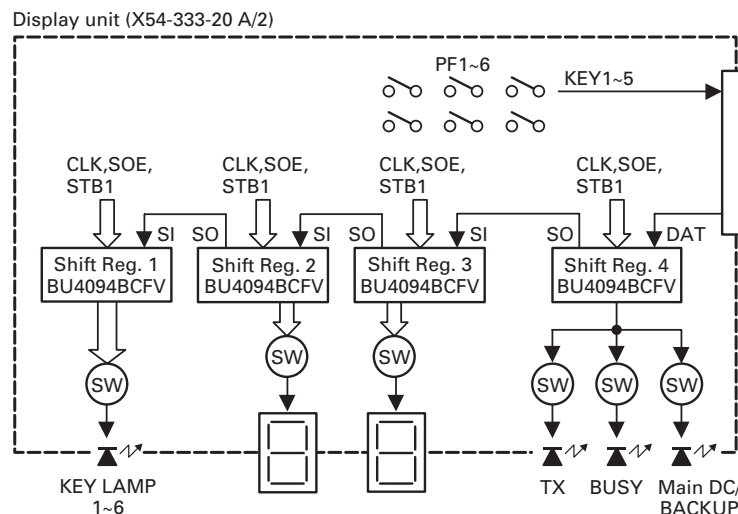 Display unit (X54-333-20 A/2)
PF1~6
KEY1~5
CLK,SOE,
STB1
CLK,SOE,
STB1
CLK,SOE,
STB1
CLK,SOE,
STB1
SI
SO
SI
SO
SI
SO
DAT
Shift Reg. 1
BU4094BCFV
Shift Reg. 2
BU4094BCFV
Shift Reg. 3
BU4094BCFV
Shift Reg. 4
BU4094BCFV
SW
SW
SW
SW
SW
SW
KEY LAMP
1~6
TX
BUSY
Main DC/
BACKUP